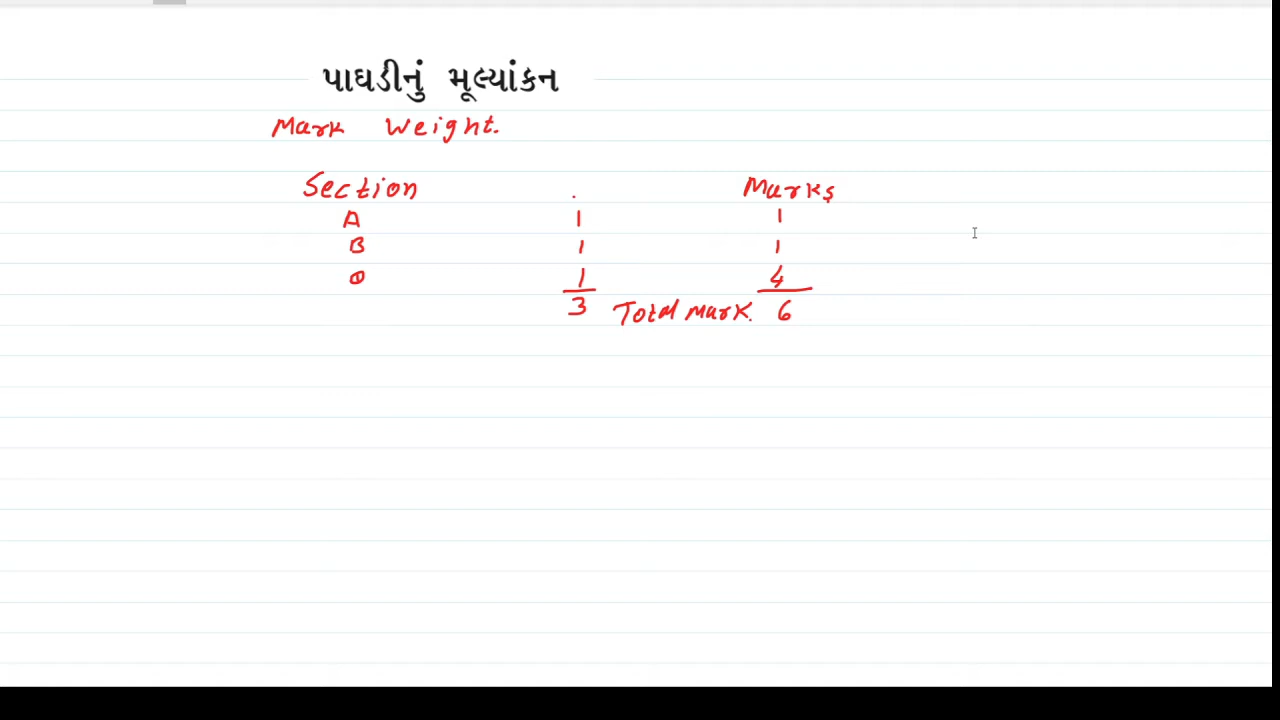 પાઘડીનું મૂલ્યાંકન
Mark Weight.
Section . Marks
A 1 1
B 1 1
1 4
3 Total mark. 6